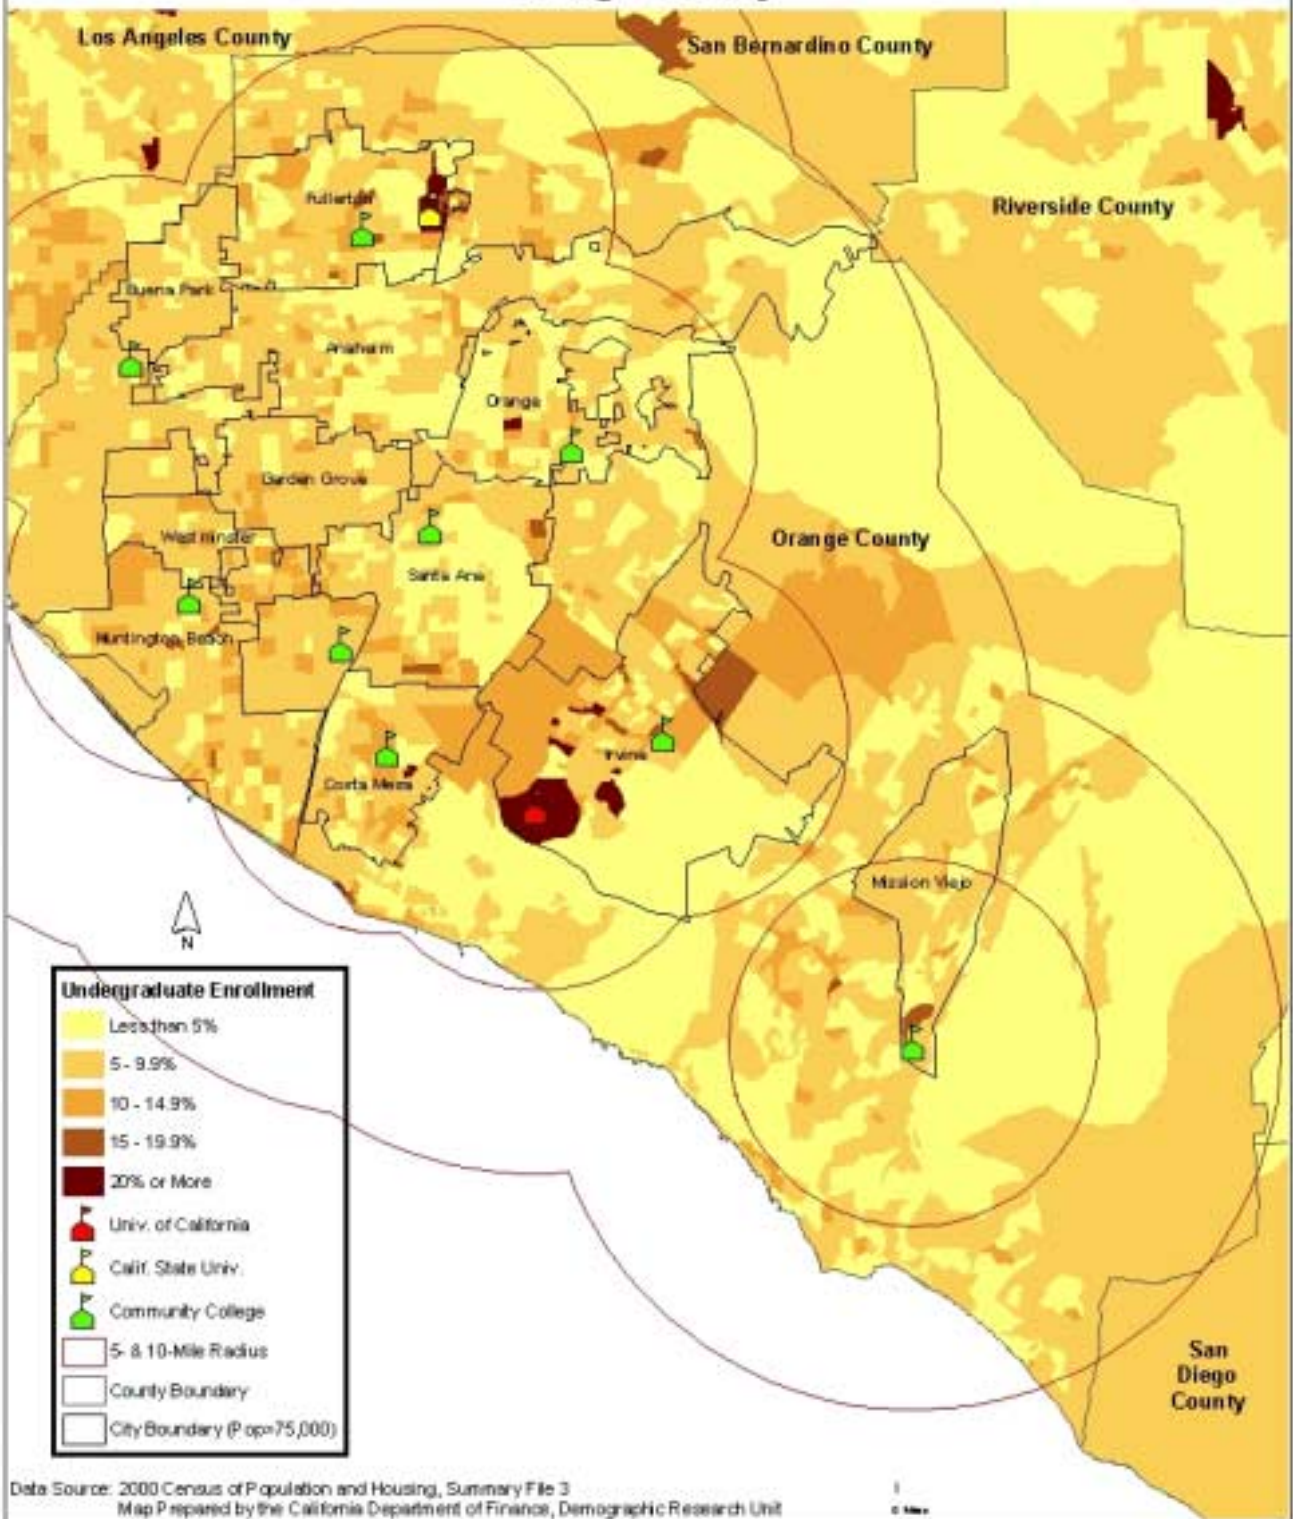 Los Angeles County
San Bernardino County
Riverside County
Fullerton
Buena Park
Anaheim
Orange
Garden Grove
Westminster
Santa Ana
Orange County
Huntington Beach
Irvine
Costa Mesa
Mission Viejo
N
Undergraduate Enrollment
Less than 5%
5 - 9.9%
10 - 14.9%
15 - 19.9%
20% or More
Univ. of California
Calif. State Univ.
Community College
5- & 10-Mile Radius
County Boundary
City Boundary (Pop=75,000)
San
Diego
County
Data Source: 2000 Census of Population and Housing, Summary File 3
Map Prepared by the California Department of Finance, Demographic Research Unit